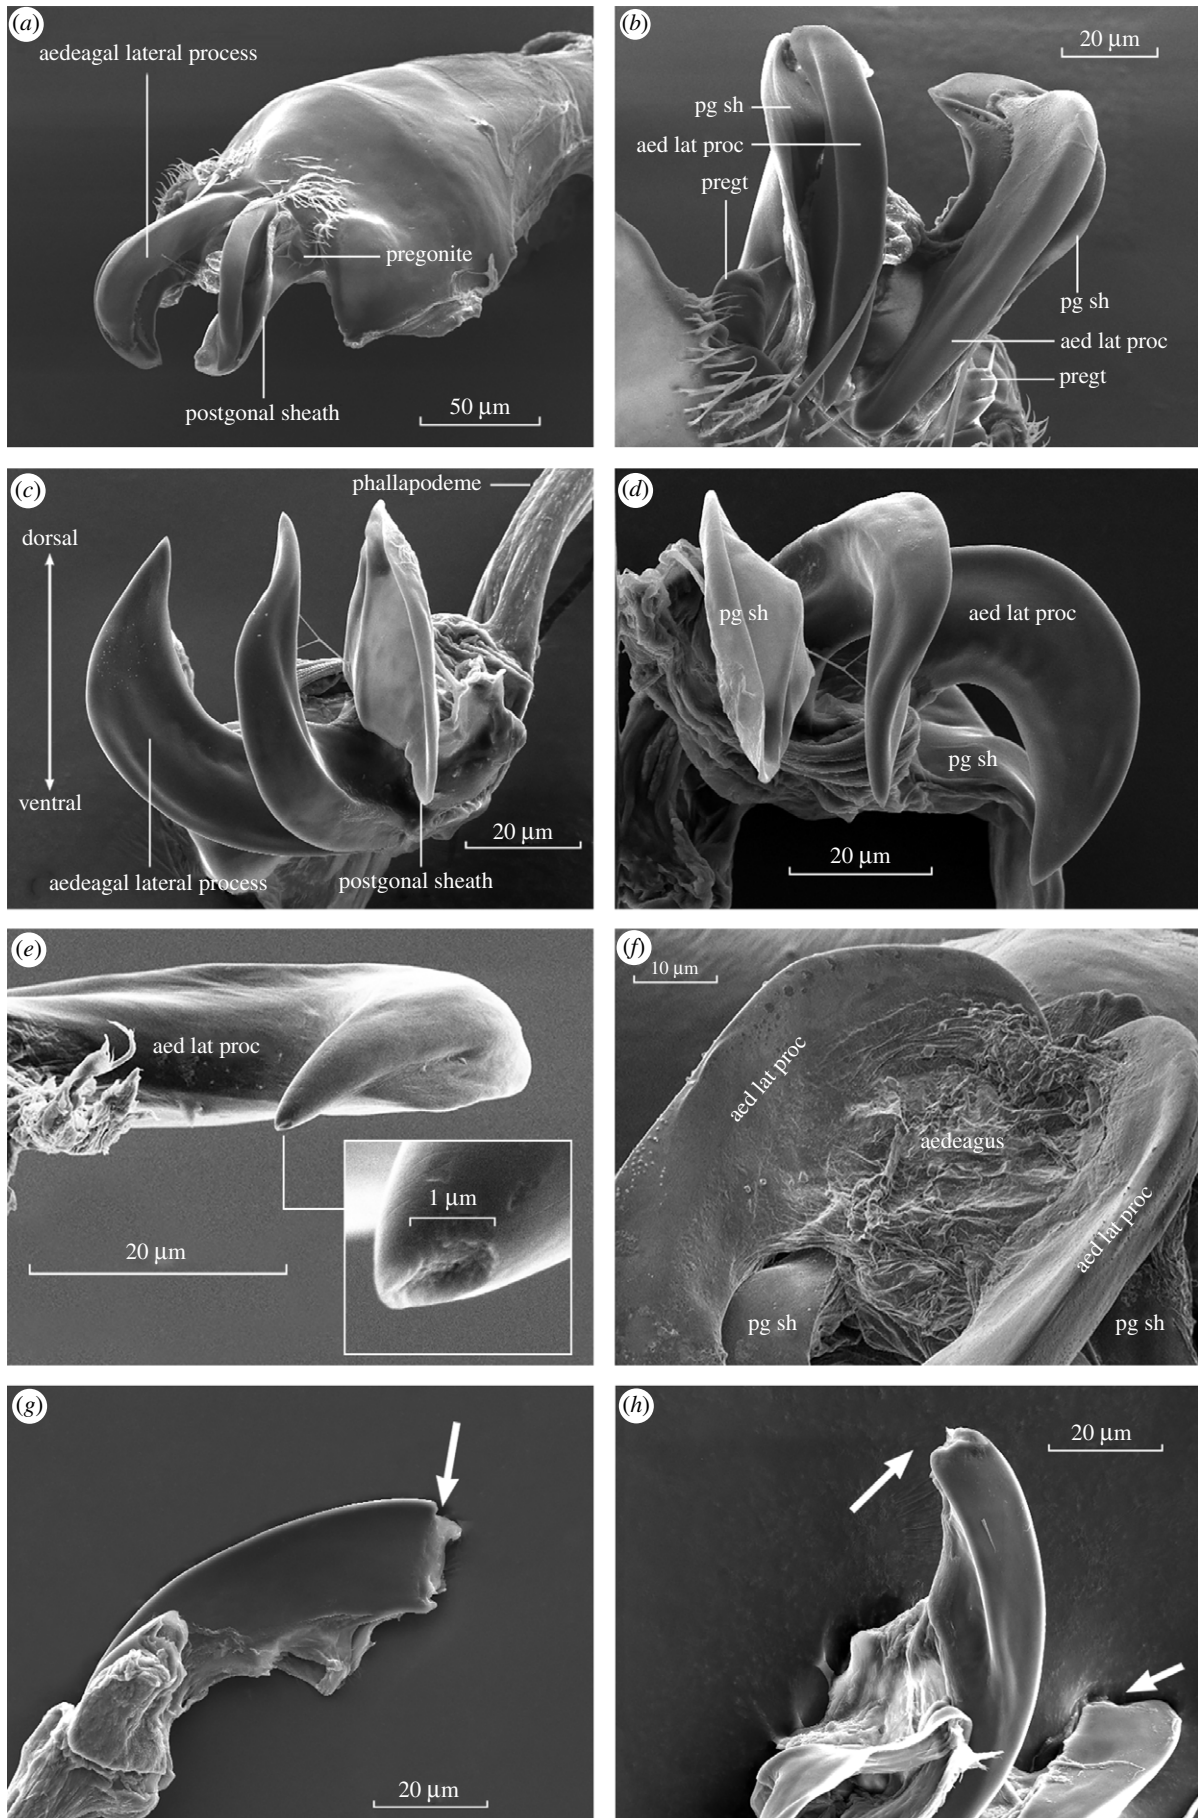 (a)
aedeagal lateral process
pregonite
postgonal sheath
50 µm
(b)
20 µm
pg sh
aed lat proc
pregt
pg sh
aed lat proc
pregt
(c)
phallapodeme
dorsal
ventral
20 µm
aedeagal lateral process
postgonal sheath
(d)
pg sh
aed lat proc
pg sh
20 µm
(e)
aed lat proc
1 µm
20 µm
(f)
10 µm
aed lat proc
aedeagus
aed lat proc
pg sh
pg sh
(g)
20 µm
(h)
20 µm